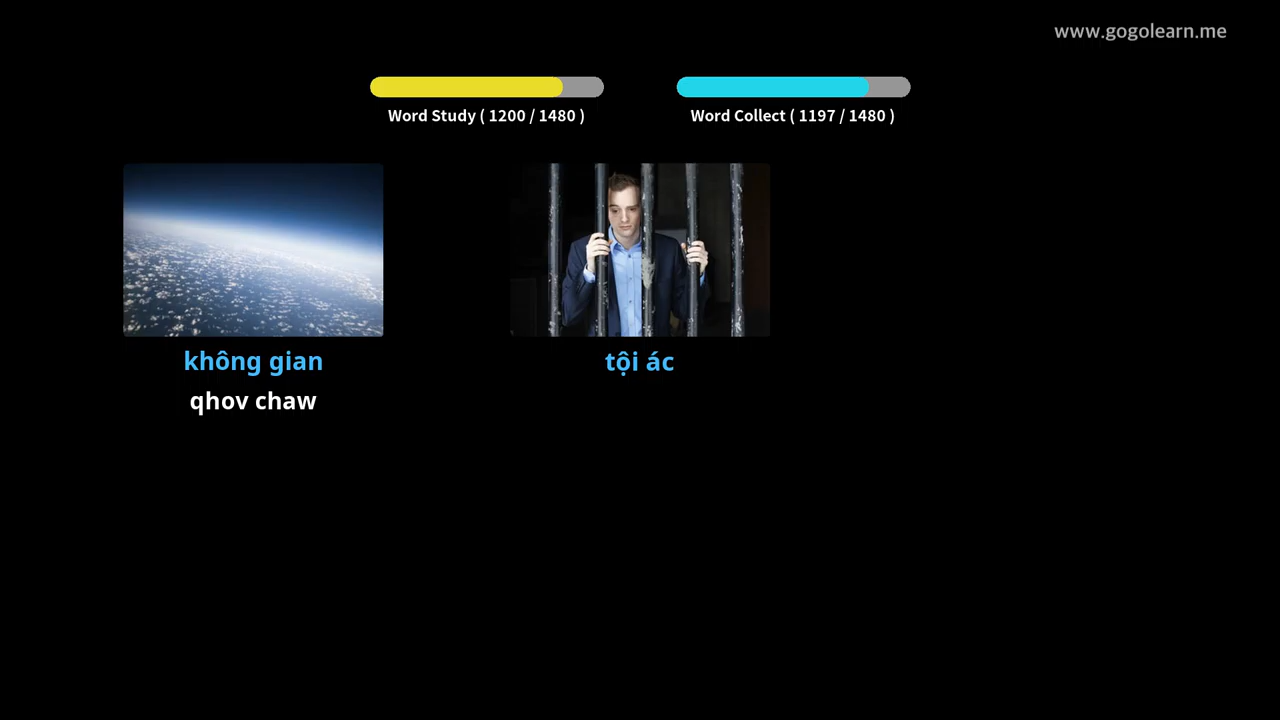 www.gogolearn.me
Word Study ( 1200 / 1480 )
Word Collect ( 1197 / 1480 )
không gian
qhov chaw
tội ác